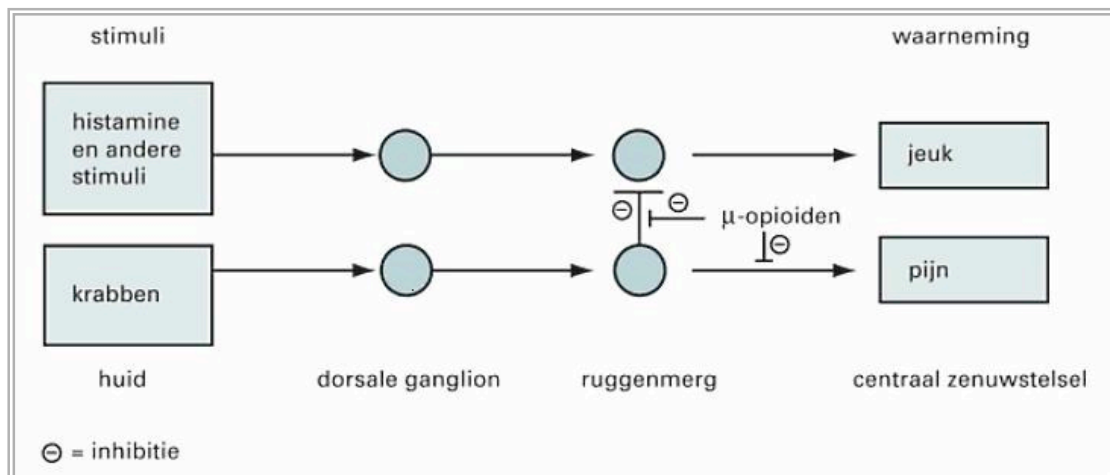 stimuli
waarneming
histamine
en andere
stimuli
jeuk
⊖
⊖
μ-opioiden
⊖
krabben
pijn
huid
dorsale ganglion
ruggenmerg
centraal zenuwstelsel
⊖ = inhibitie